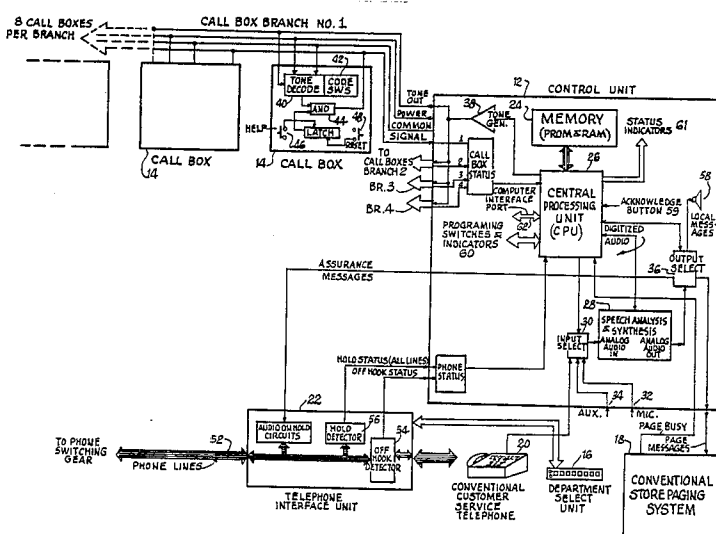 8 CALL BOXES
PER BRANCH
CALL BOX BRANCH NO. 1
14
CALL BOX
TONE
DECODE
CODE
SWS
42
40
AND
44
48
HELP
LATCH
RESET
46
14
CALL BOX
TONE
OUT
POWER
COMMON
SIGNAL
TO
CALL BOXES
BRANCH 2
BR. 3
BR. 4
12
CONTROL UNIT
38
TONE
GEN.
1
2
3
4
CALL
BOX
STATUS
24
MEMORY
(PROM & RAM)
STATUS
INDICATORS 61
26
CENTRAL
PROCESSING
UNIT
(CPU)
COMPUTER
INTERFACE
PORT
62
PROGRAMING
SWITCHES &
INDICATORS
60
ACKNOWLEDGE
BUTTON 59
58
LOCAL
MESS-
AGES
DIGITIZED
AUDIO
OUTPUT
SELECT
36
28
SPEECH ANALYSIS
& SYNTHESIS
ANALOG
AUDIO
IN
ANALOG
AUDIO
OUT
30
INPUT
SELECT
ASSURANCE
MESSAGES
HOLD STATUS (ALL LINES)
OFF HOOK STATUS
PHONE
STATUS
34
AUX.
32
MIC.
22
AUDIO ON HOLD
CIRCUITS
HOLD
DETECTOR
56
54
OFF
HOOK
DETECTOR
TO PHONE
SWITCHING
GEAR
52
PHONE LINES
TELEPHONE
INTERFACE UNIT
20
CONVENTIONAL
CUSTOMER
SERVICE
TELEPHONE
16
DEPARTMENT
SELECT
UNIT
18
PAGE BUSY
PAGE
MESSAGES
CONVENTIONAL
STORE PAGING
SYSTEM